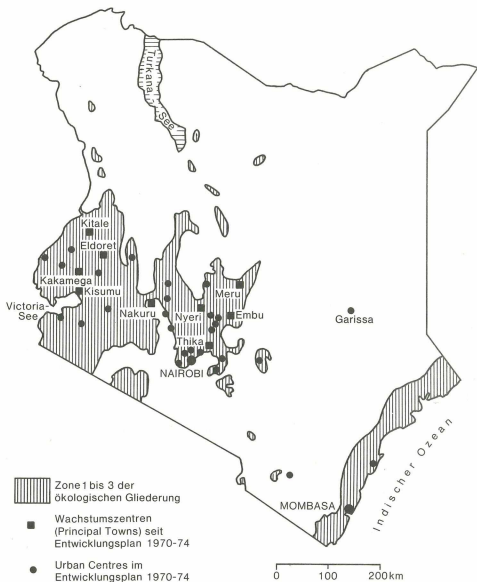 Turkana
See
Kitale
Eldoret
Kakamega
Kisumu
Victoria-
See
Nakuru
Nyeri
Meru
Embu
Thika
NAIROBI
Garissa
MOMBASA
Indischer Ozean
Zone 1 bis 3 der
ökologischen Gliederung
Wachstumszentren
(Principal Towns) seit
Entwicklungsplan 1970-74
Urban Centres im
Entwicklungsplan 1970-74
0 100 200km